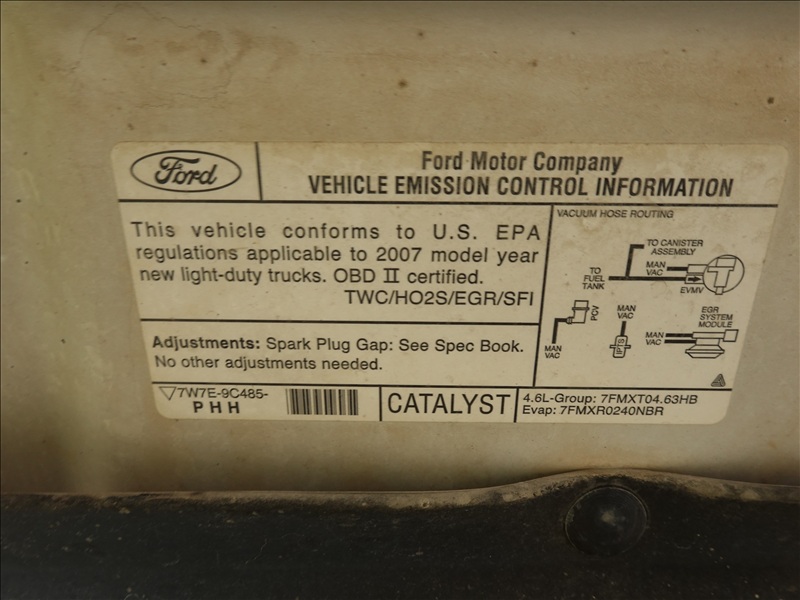 Ford
Ford Motor Company
VEHICLE EMISSION CONTROL INFORMATION
This vehicle conforms to U.S. EPA
regulations applicable to 2007 model year
new light-duty trucks. OBD II certified.
TWC/HO2S/EGR/SFI
Adjustments: Spark Plug Gap: See Spec Book.
No other adjustments needed.
VACUUM HOSE ROUTING
TO CANISTER
ASSEMBLY
MAN
VAC
TO
FUEL
TANK
EVMV
PCV
MAN
VAC
MAN
VAC
IPTS
EGR
SYSTEM
MODULE
MAN
VAC
7W7E-9C485-
PHH
CATALYST
4.6L-Group: 7FMXT04.63HB
Evap: 7FMXR0240NBR